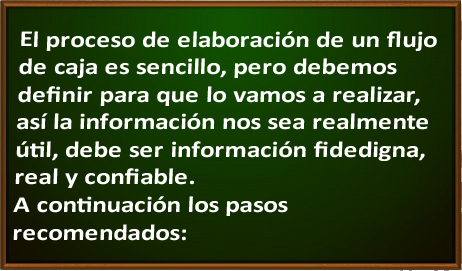 El proceso de elaboración de un flujo
de caja es sencillo, pero debemos
definir para que lo vamos a realizar,
así la información nos sea realmente
útil, debe ser información fidedigna,
real y confiable.
A continuación los pasos
recomendados: